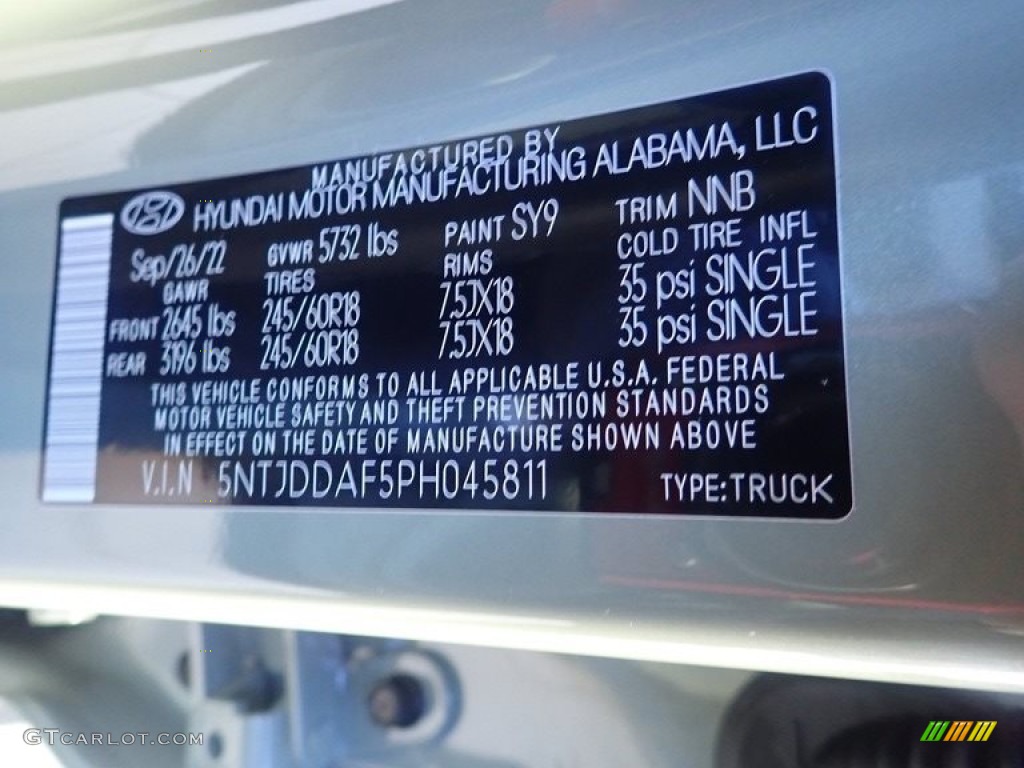 MANUFACTURED BY
HYUNDAI MOTOR MANUFACTURING ALABAMA, LLC
Sep/26/22 GVWR 5732 lbs PAINT SY9 TRIM NNB
GAWR TIRES RIMS COLD TIRE INFL
FRONT 2645 lbs 245/60R18 7.5JX18 35 psi SINGLE
REAR 3196 lbs 245/60R18 7.5JX18 35 psi SINGLE
THIS VEHICLE CONFORMS TO ALL APPLICABLE U.S.A. FEDERAL
MOTOR VEHICLE SAFETY AND THEFT PREVENTION STANDARDS
IN EFFECT ON THE DATE OF MANUFACTURE SHOWN ABOVE
V.I.N 5NTJDDAF5PH045811 TYPE:TRUCK
GTCARLOT.COM